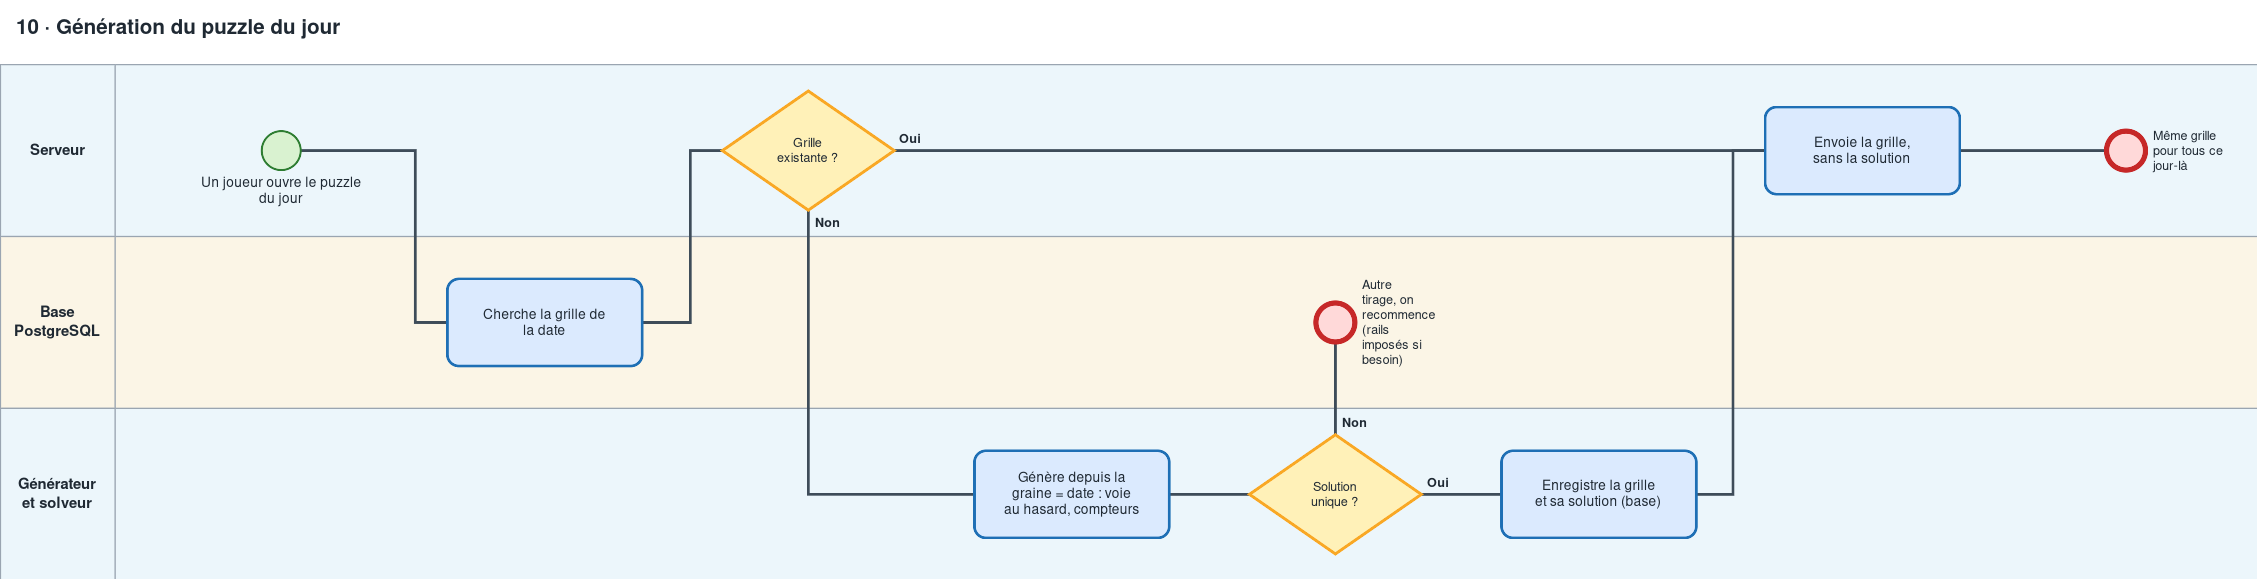 10 · Génération du puzzle du jour
Serveur
Un joueur ouvre le puzzle
du jour
Grille
existante ?
Oui
Non
Envoie la grille,
sans la solution
Même grille
pour tous ce
jour-là
Base
PostgreSQL
Cherche la grille de
la date
Autre
tirage, on
recommence
(rails
imposés si
besoin)
Générateur
et solveur
Génère depuis la
graine = date : voie
au hasard, compteurs
Non
Solution
unique ?
Oui
Enregistre la grille
et sa solution (base)